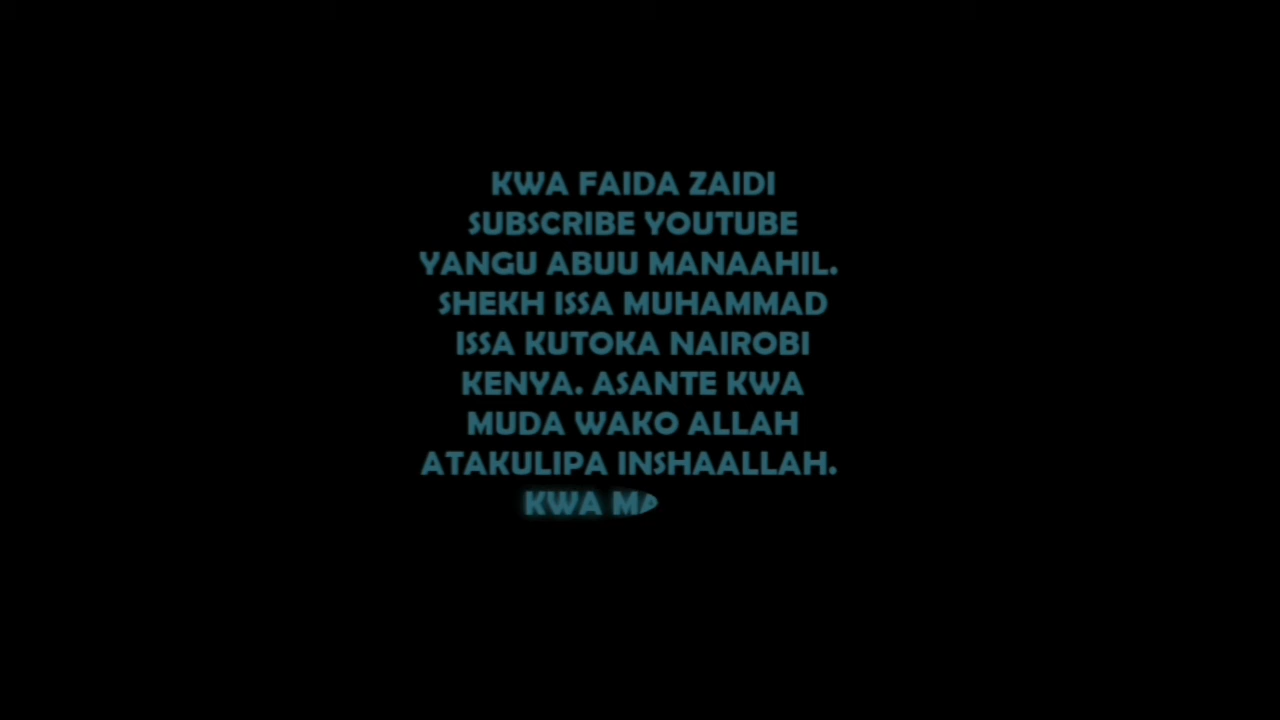 KWA FAIDA ZAIDI
SUBSCRIBE YOUTUBE
YANGU ABUU MANAAHIL.
SHEKH ISSA MUHAMMAD
ISSA KUTOKA NAIROBI
KENYA. ASANTE KWA
MUDA WAKO ALLAH
ATAKULIPA INSHAALLAH.
KWA